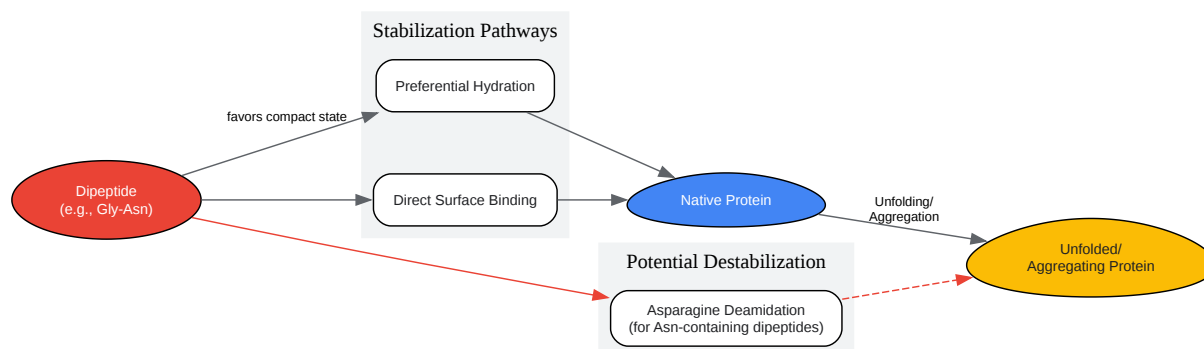 Stabilization Pathways
Preferential Hydration
favors compact state
Dipeptide
(e.g., Gly-Asn)
Direct Surface Binding
Native Protein
Unfolding/
Aggregation
Unfolded/
Aggregating Protein
Potential Destabilization
Asparagine Deamidation
(for Asn-containing dipeptides)